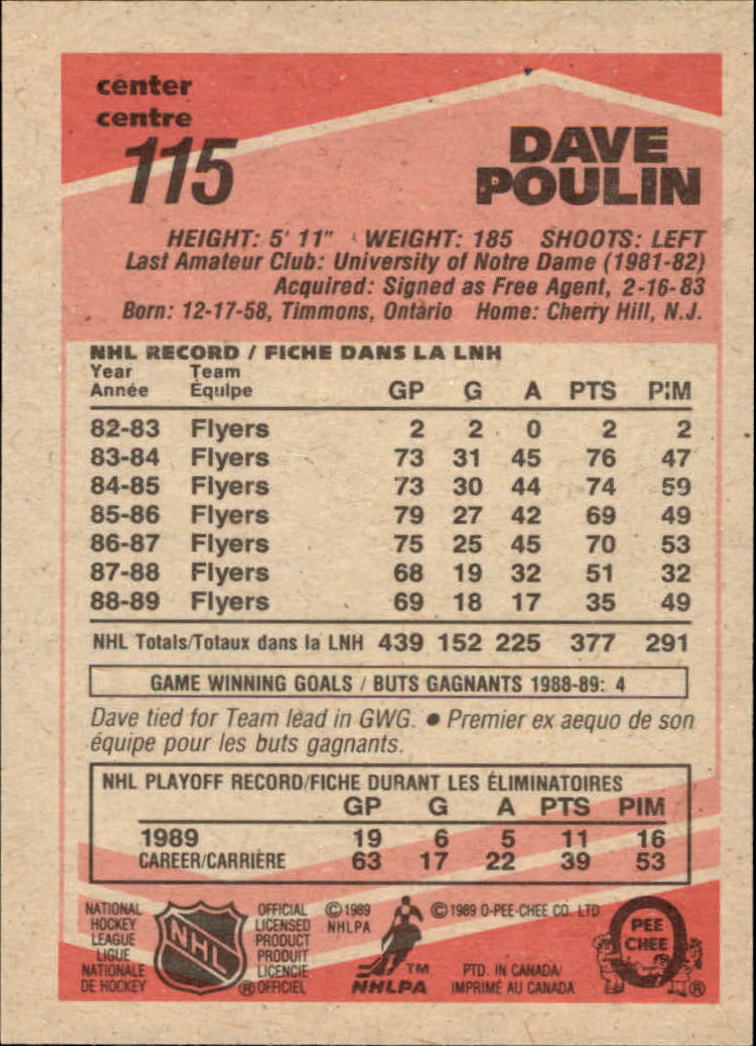 center
centre
115
DAVE
POULIN
HEIGHT: 5' 11" WEIGHT: 185 SHOOTS: LEFT
Last Amateur Club: University of Notre Dame (1981-82)
Acquired: Signed as Free Agent, 2-16-83
Born: 12-17-58, Timmons, Ontario Home: Cherry Hill, N.J.
NHL RECORD / FICHE DANS LA LNH
Year Team
Année Équipe GP G A PTS PIM
82-83 Flyers 2 2 0 2 2
83-84 Flyers 73 31 45 76 47
84-85 Flyers 73 30 44 74 59
85-86 Flyers 79 27 42 69 49
86-87 Flyers 75 25 45 70 53
87-88 Flyers 68 19 32 51 32
88-89 Flyers 69 18 17 35 49
NHL Totals/Totaux dans la LNH 439 152 225 377 291
GAME WINNING GOALS / BUTS GAGNANTS 1988-89: 4
Dave tied for Team lead in GWG. ● Premier ex aequo de son
équipe pour les buts gagnants.
NHL PLAYOFF RECORD/FICHE DURANT LES ÉLIMINATOIRES
GP G A PTS PIM
1989 19 6 5 11 16
CAREER/CARRIÈRE 63 17 22 39 53
NATIONAL
HOCKEY
LEAGUE
LIGUE
NATIONALE
DE HOCKEY
NHL
®
OFFICIAL
LICENSED
PRODUCT
PRODUIT
LICENCIE
OFFICIEL
© 1989
NHLPA
TM
NHLPA
© 1989 O-PEE-CHEE CO. LTD.
PTD. IN CANADA/
IMPRIMÉ AU CANADA
O
PEE
CHEE
®